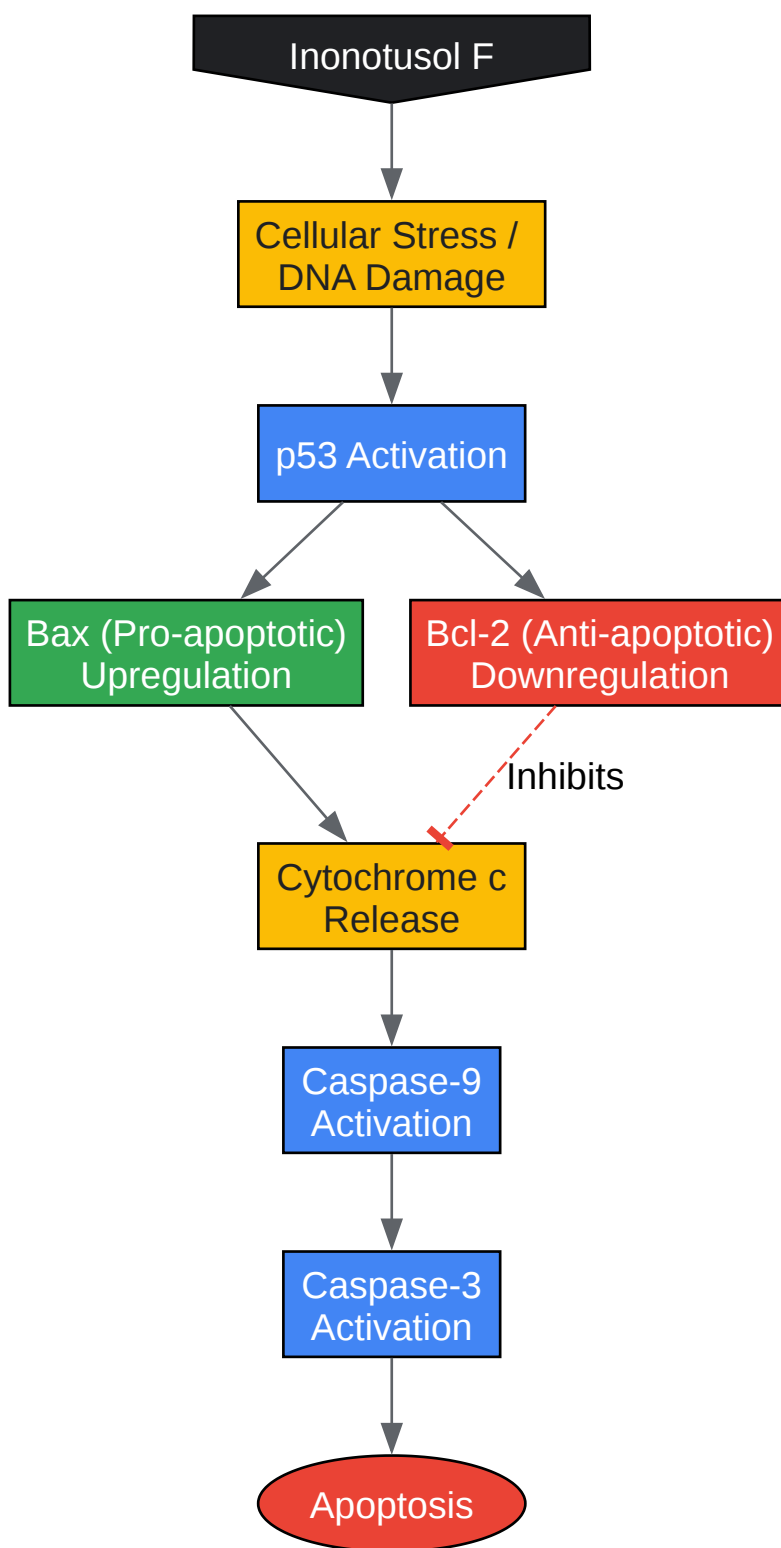 Inonotusol F
Cellular Stress /
DNA Damage
p53 Activation
Bax (Pro-apoptotic)
Upregulation
Bcl-2 (Anti-apoptotic)
Downregulation
Inhibits
Cytochrome c
Release
Caspase-9
Activation
Caspase-3
Activation
Apoptosis